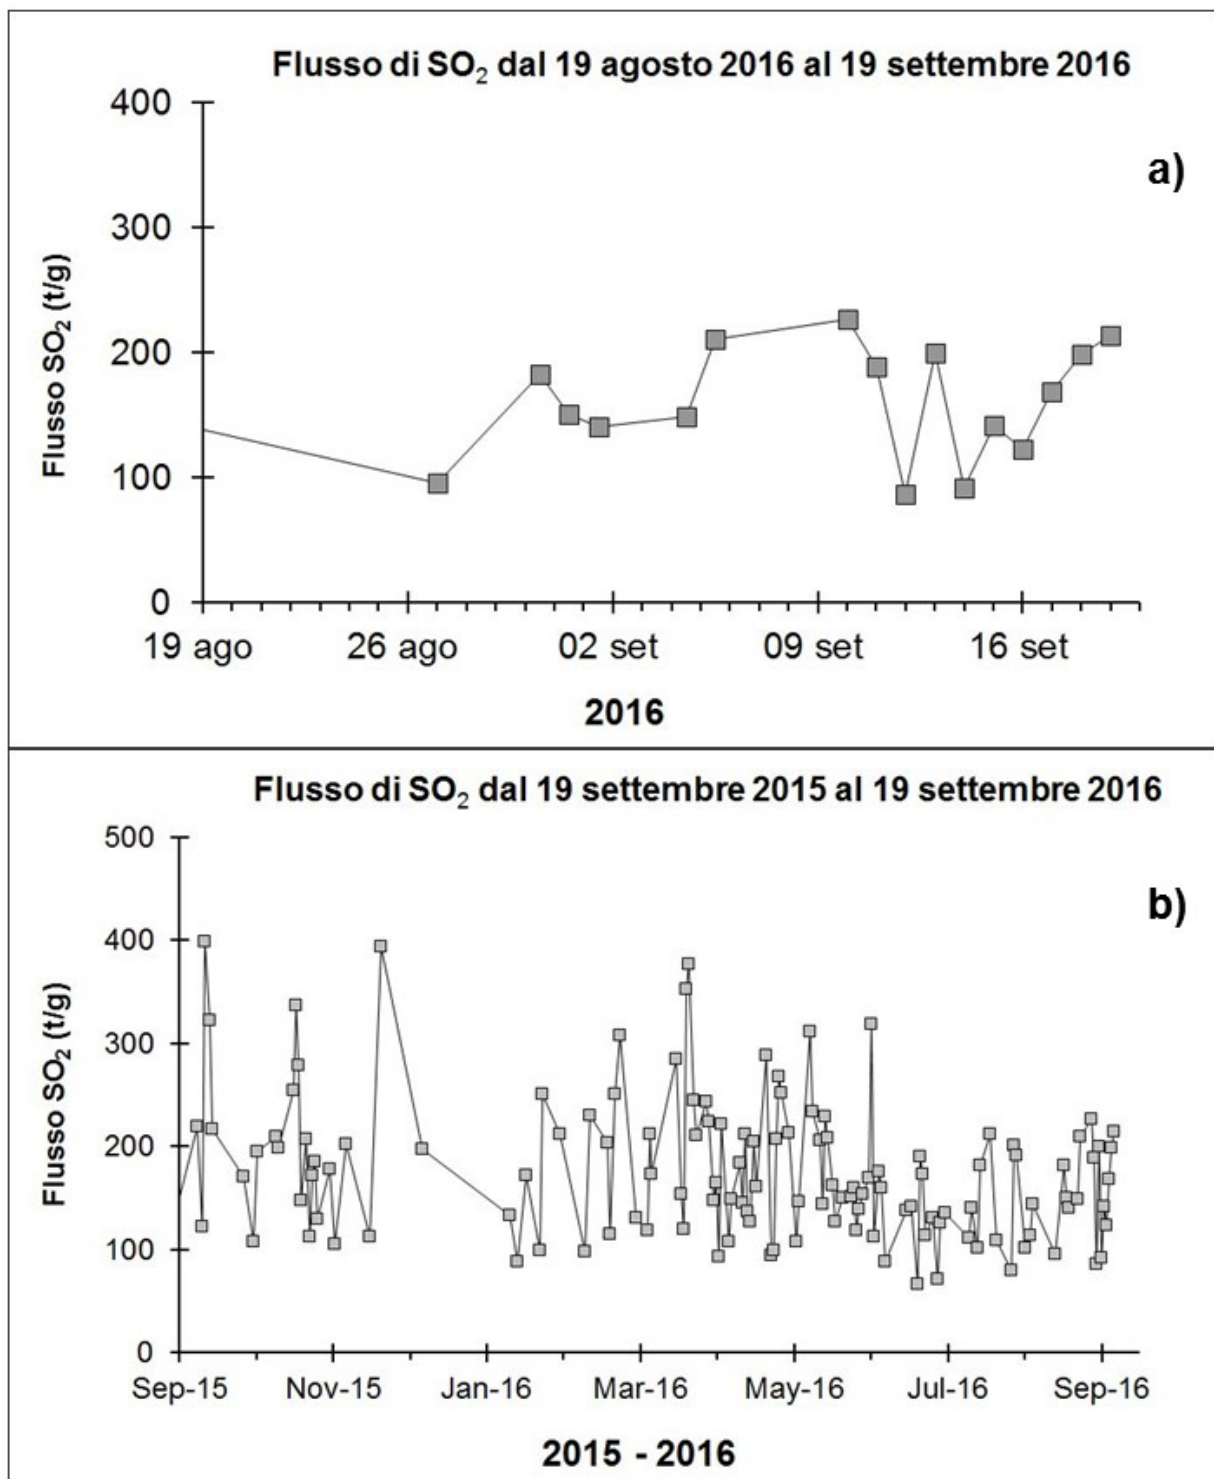 Flusso di SO₂ dal 19 agosto 2016 al 19 settembre 2016
a)
400
300
200
100
0
Flusso SO₂ (t/g)
19 ago 26 ago 02 set 09 set 16 set
2016
Flusso di SO₂ dal 19 settembre 2015 al 19 settembre 2016
b)
500
400
300
200
100
0
Flusso SO₂ (t/g)
Sep-15 Nov-15 Jan-16 Mar-16 May-16 Jul-16 Sep-16
2015 - 2016